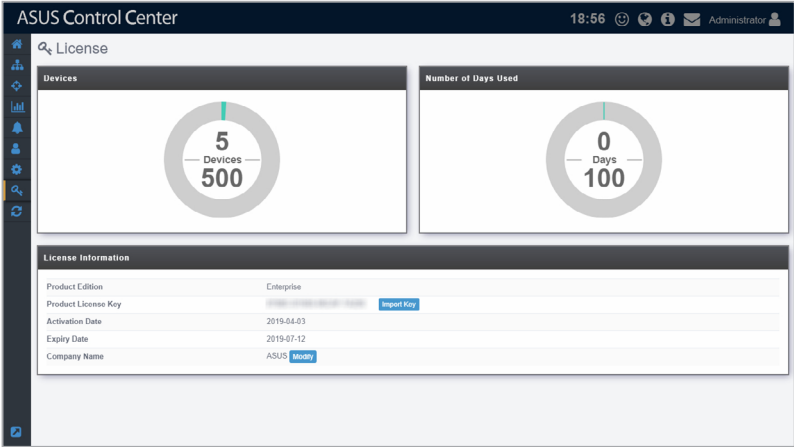 ASUS Control Center
18:56
Administrator
License
Devices
Number of Days Used
5
Devices
500
0
Days
100
License Information
Product Edition Enterprise
Product License Key Import Key
Activation Date 2019-04-03
Expiry Date 2019-07-12
Company Name ASUS Modify